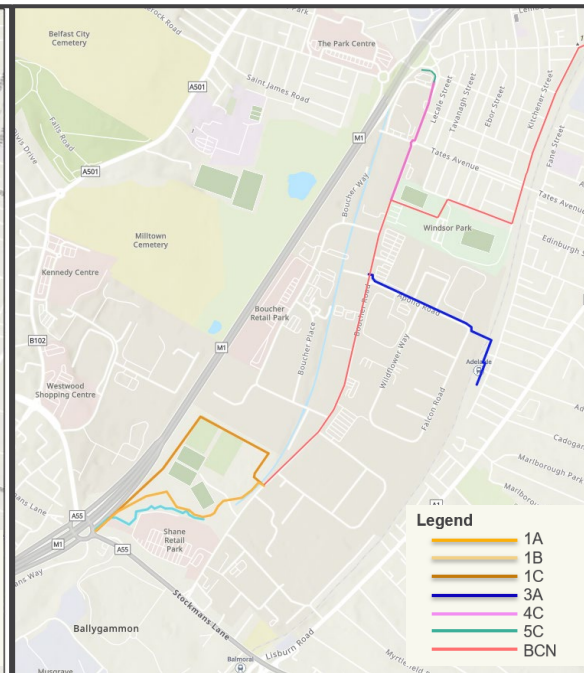 Belfast City
Cemetery
The Park Centre
Saint James Road
A501
Falls Road
A501
M1
Lecale Street
Tavanagh Street
Ebor Street
Kitchener Street
Fane Street
Tates Avenue
Tates Avenue
Boucher Way
Milltown
Cemetery
Windsor Park
Kennedy Centre
Apollo Road
Boucher
Retail Park
Boucher Road
Boucher Place
Wildflower Way
B102
M1
Adelaide
Falcon Road
Westwood
Shopping Centre
Cadogan
Marlborough Park
A55
M1
A55
A1
Shane
Retail
Park
Stockmans Lane
Ballygammon
Lisburn Road
Balmoral
Musgrave
Legend
1A
1B
1C
3A
4C
5C
BCN